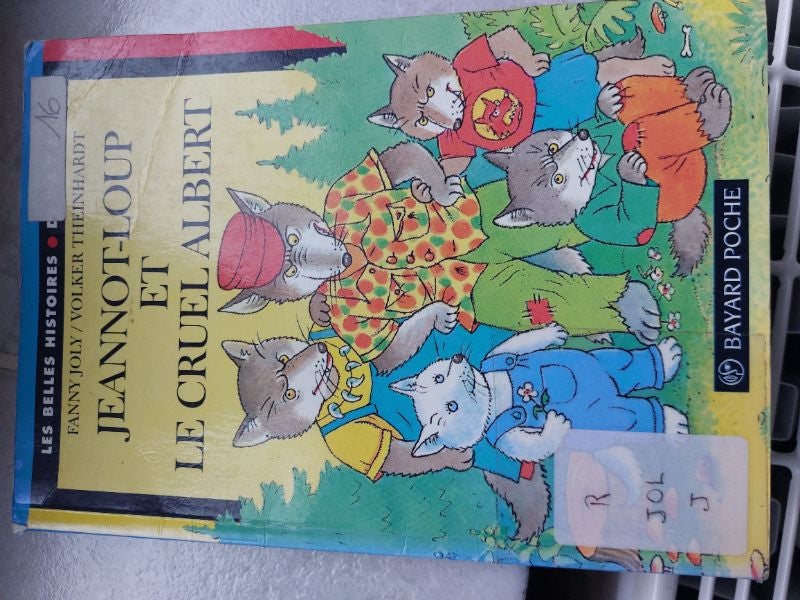 LES BELLES HISTOIRES •
16
FANNY JOLY / VOLKER THEINHARDT
JEANNOT-LOUP
ET
LE CRUEL ALBERT
BAYARD POCHE
R
JOL
J